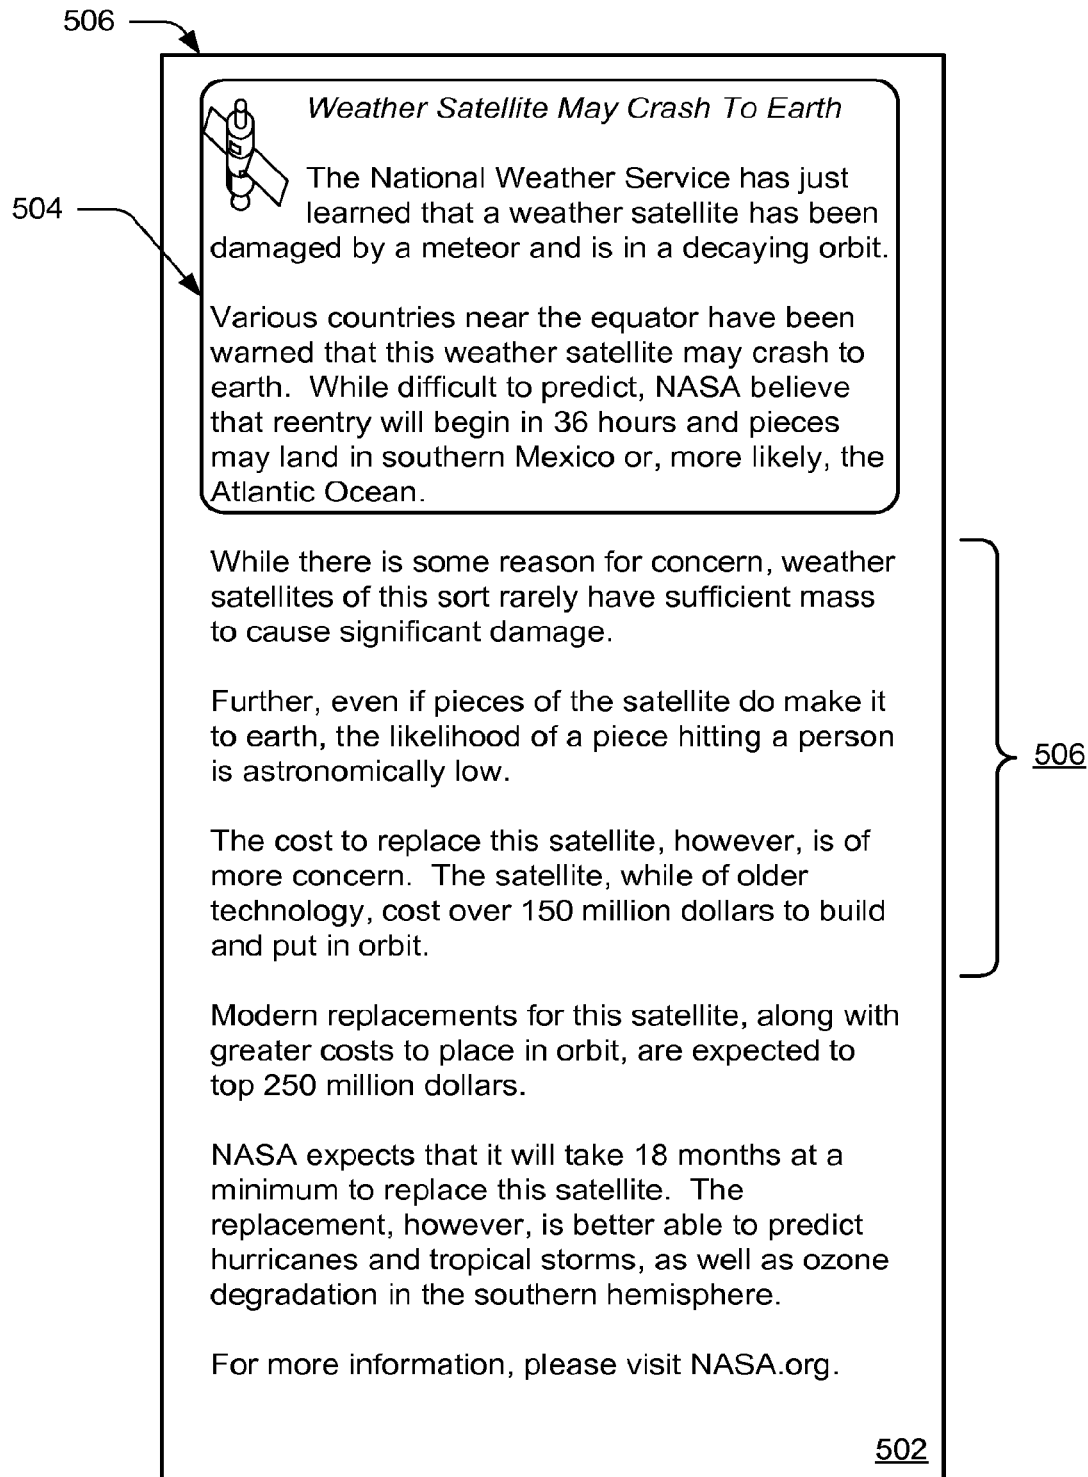 506
Weather Satellite May Crash To Earth
The National Weather Service has just
504
learned that a weather satellite has been
damaged by a meteor and is in a decaying orbit.
Various countries near the equator have been
warned that this weather satellite may crash to
earth.  While difficult to predict, NASA believe
that reentry will begin in 36 hours and pieces
may land in southern Mexico or, more likely, the
Atlantic Ocean.
While there is some reason for concern, weather
satellites of this sort rarely have sufficient mass
to cause significant damage.
Further, even if pieces of the satellite do make it
to earth, the likelihood of a piece hitting a person
is astronomically low.
506
The cost to replace this satellite, however, is of
more concern.  The satellite, while of older
technology, cost over 150 million dollars to build
and put in orbit.
Modern replacements for this satellite, along with
greater costs to place in orbit, are expected to
top 250 million dollars.
NASA expects that it will take 18 months at a
minimum to replace this satellite.  The
replacement, however, is better able to predict
hurricanes and tropical storms, as well as ozone
degradation in the southern hemisphere.
For more information, please visit NASA.org.
502